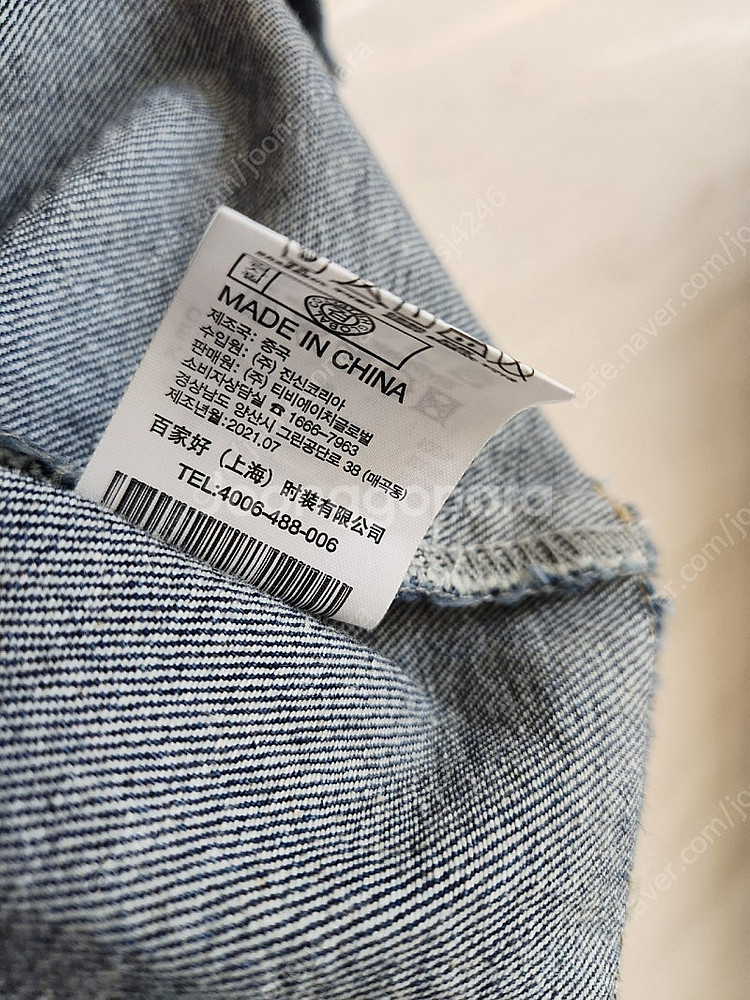 MADE IN CHINA
제조국: 중국
수입원: (주) 진신코리아
판매원: (주) 티비에이치글로벌
소비자상담실 ☎ 1666-7963
경상남도 양산시 그린공단로 38 (매곡동)
제조년월:2021.07
百家好（上海）时装有限公司
TEL:4006-488-006
Joonggonara